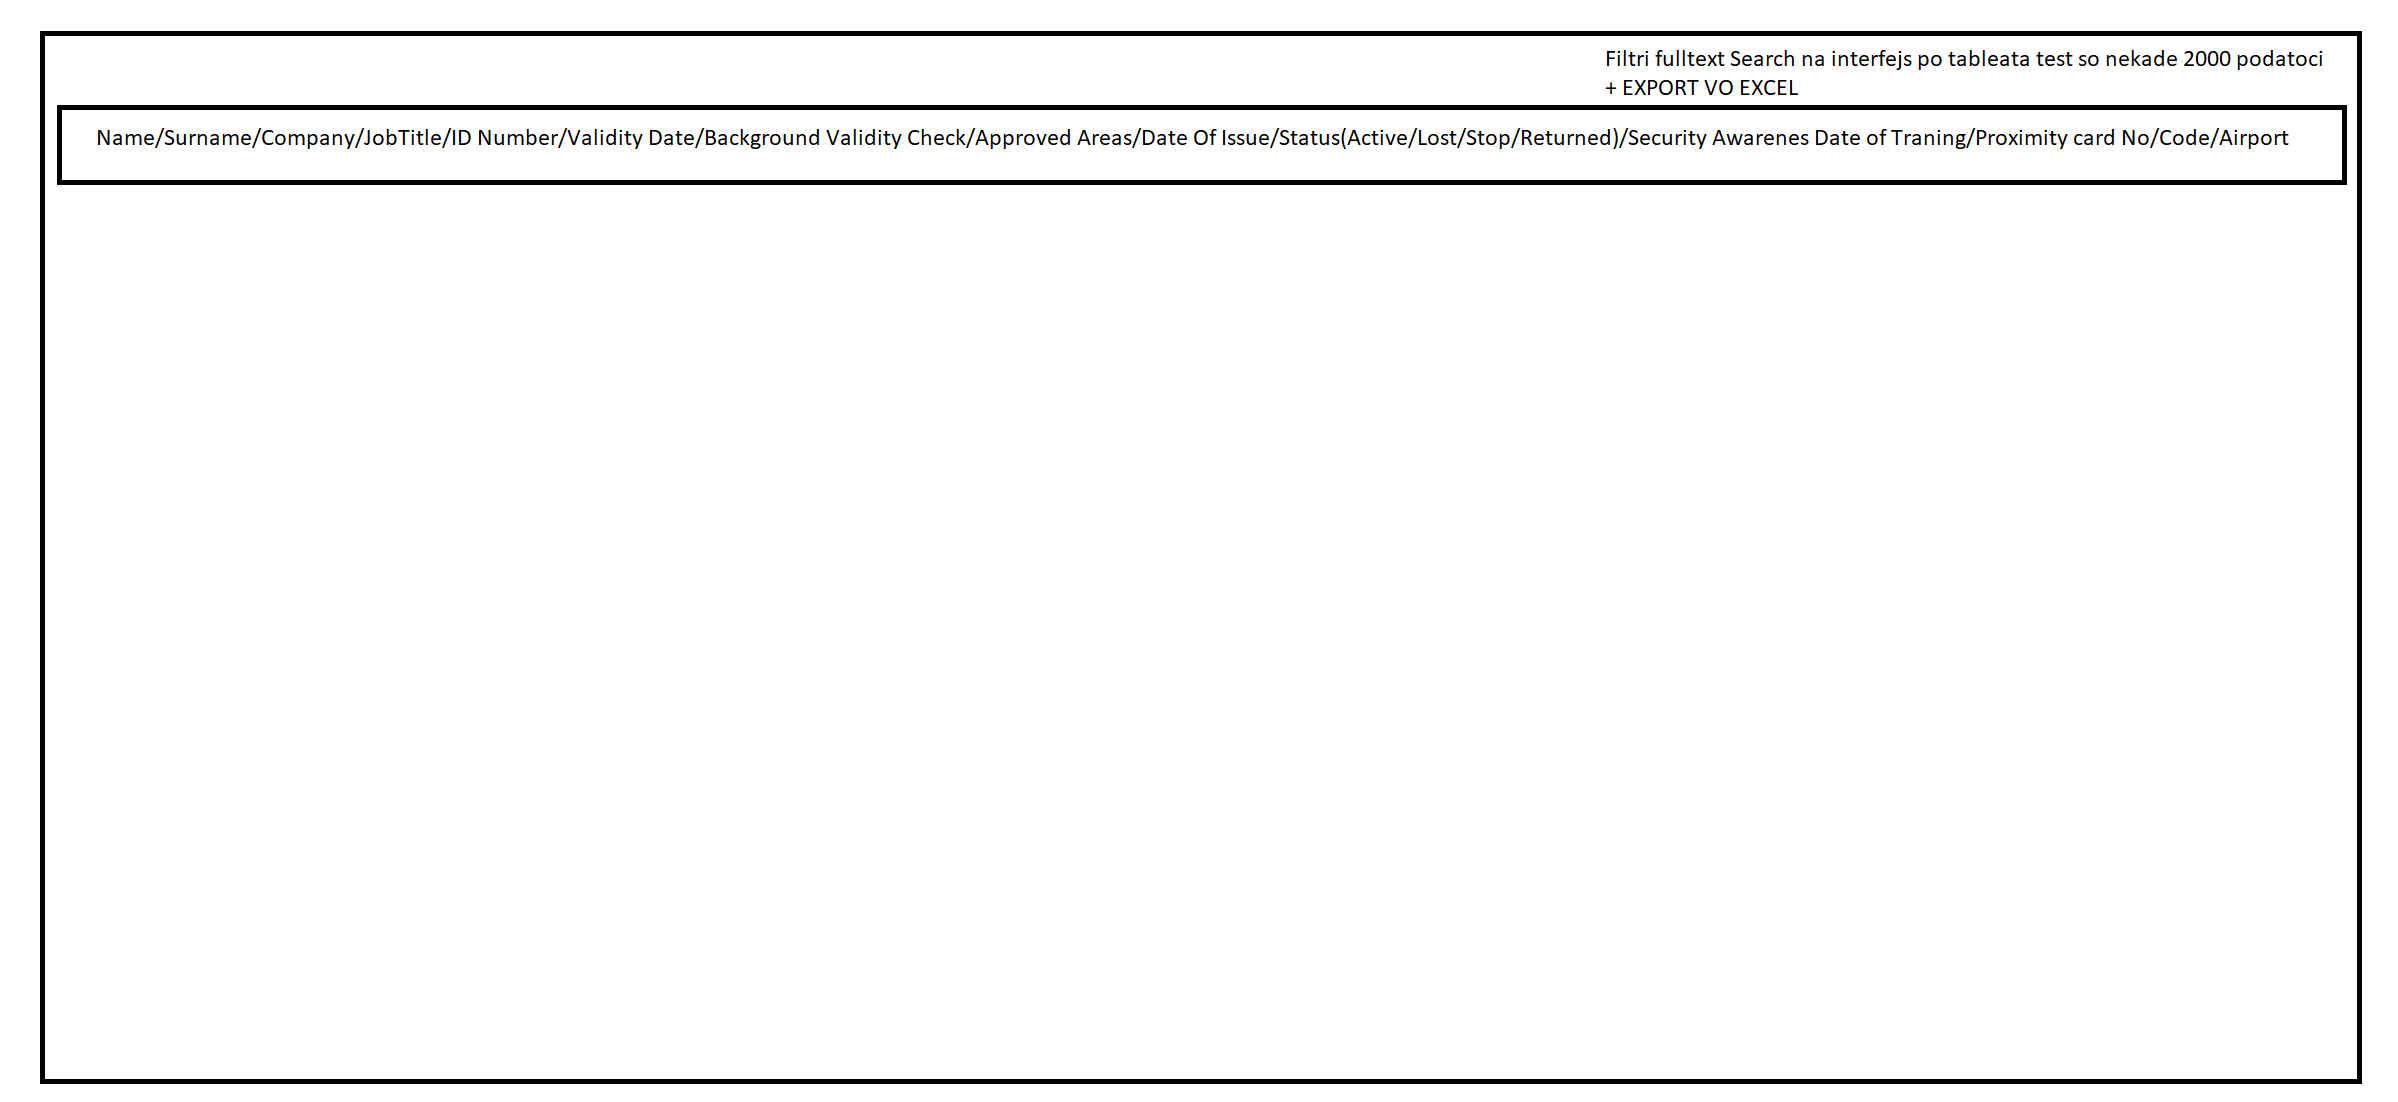 Filtri fulltext Search na interfejs po tableata test so nekade 2000 podatoci
+ EXPORT VO EXCEL
Name/Surname/Company/JobTitle/ID Number/Validity Date/Background Validity Check/Approved Areas/Date Of Issue/Status(Active/Lost/Stop/Returned)/Security Awarenes Date of Traning/Proximity card No/Code/Airport